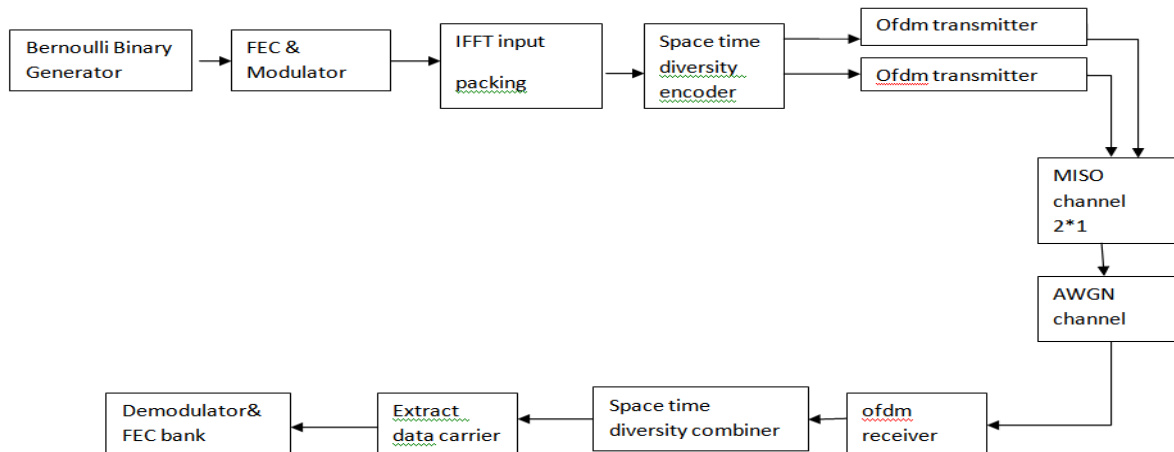 Bernoulli Binary
Generator
FEC &
Modulator
IFFT input
packing
Space time
diversity
encoder
Ofdm transmitter
Ofdm transmitter
MISO
channel
2*1
AWGN
channel
ofdm
receiver
Space time
diversity combiner
Extract
data carrier
Demodulator&
FEC bank